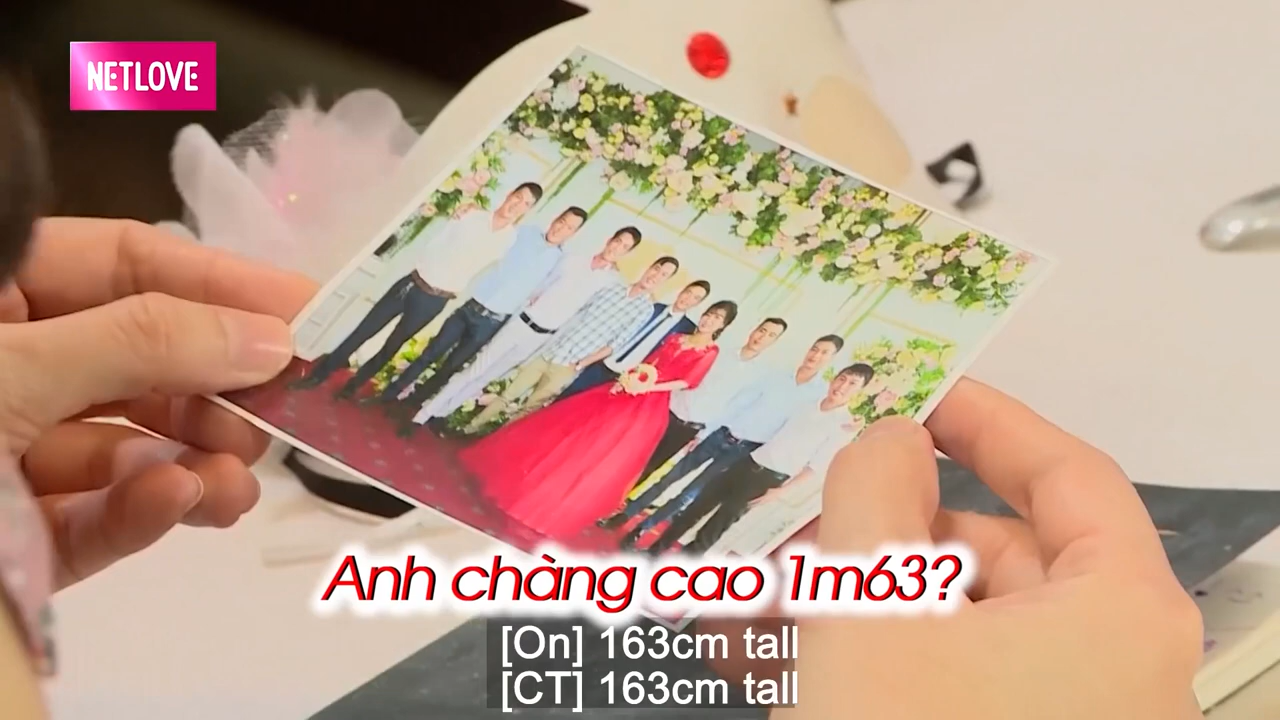 NETLOVE
Anh chàng cao 1m63?
[On] 163cm tall
[CT] 163cm tall